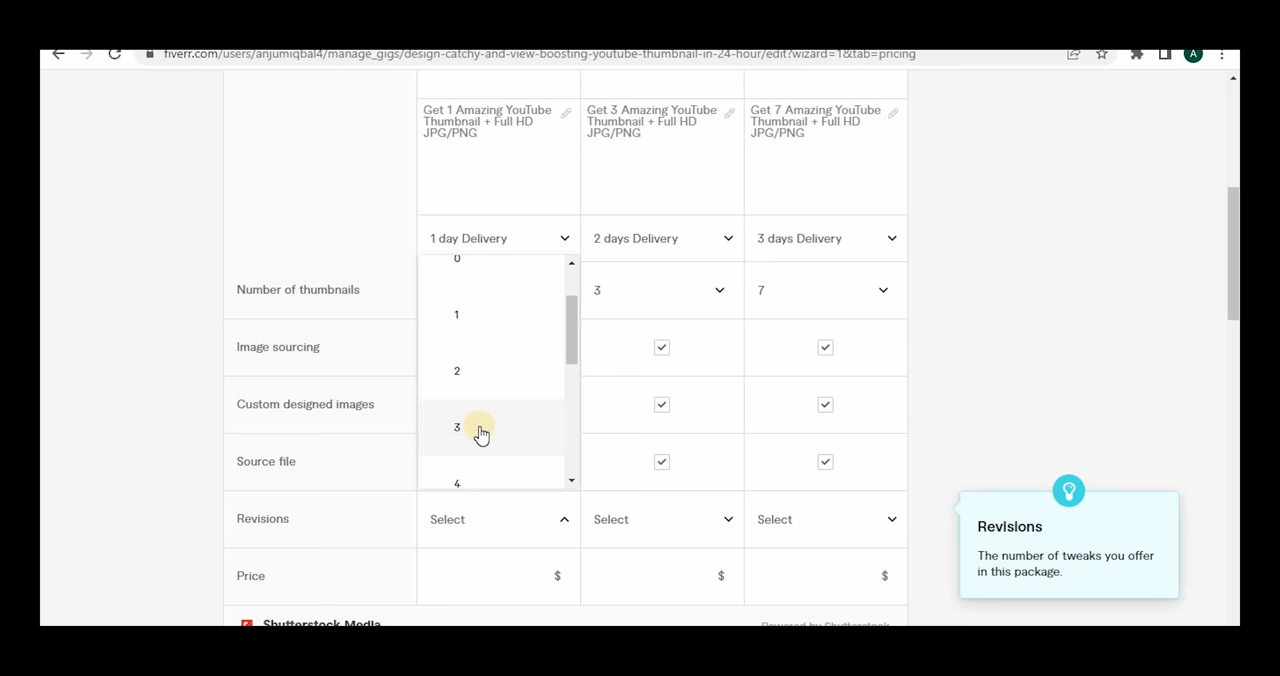 fiverr.com/users/anjumiqbal4/manage_gigs/design-catchy-and-view-boosting-youtube-thumbnail-in-24-hour/edit?wizard=1&tab=pricing
A
Get 1 Amazing YouTube
Thumbnail + Full HD
JPG/PNG
Get 3 Amazing YouTube
Thumbnail + Full HD
JPG/PNG
Get 7 Amazing YouTube
Thumbnail + Full HD
JPG/PNG
1 day Delivery
2 days Delivery
3 days Delivery
0
Number of thumbnails
3
7
1
Image sourcing
2
Custom designed images
3
Source file
4
Revisions
Select
Select
Select
Price
$
$
$
Revisions
The number of tweaks you offer
in this package.
Shutterstock Media
Powered by Shutterstock